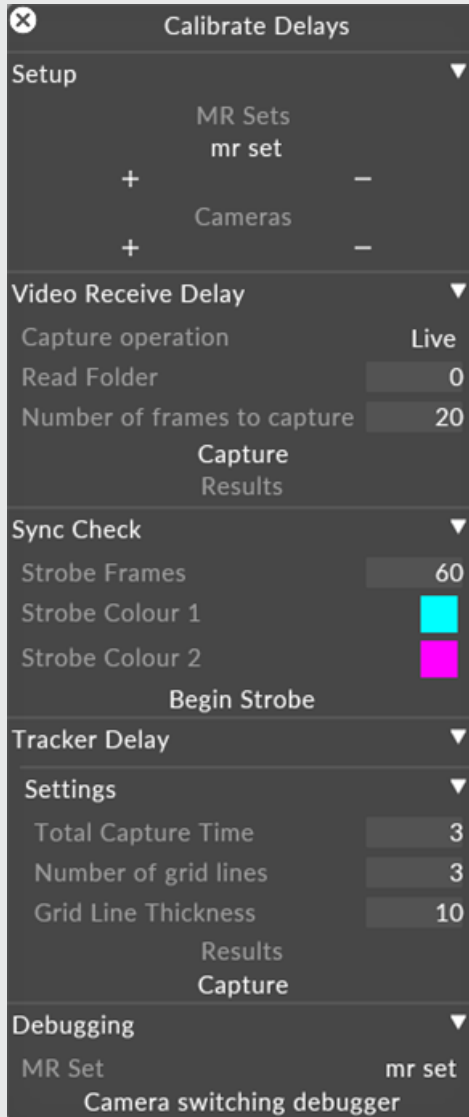 Calibrate Delays
Setup
MR Sets
mr set
+ −
Cameras
+ −
Video Receive Delay
Capture operation Live
Read Folder 0
Number of frames to capture 20
Capture
Results
Sync Check
Strobe Frames 60
Strobe Colour 1
Strobe Colour 2
Begin Strobe
Tracker Delay
Settings
Total Capture Time 3
Number of grid lines 3
Grid Line Thickness 10
Results
Capture
Debugging
MR Set mr set
Camera switching debugger